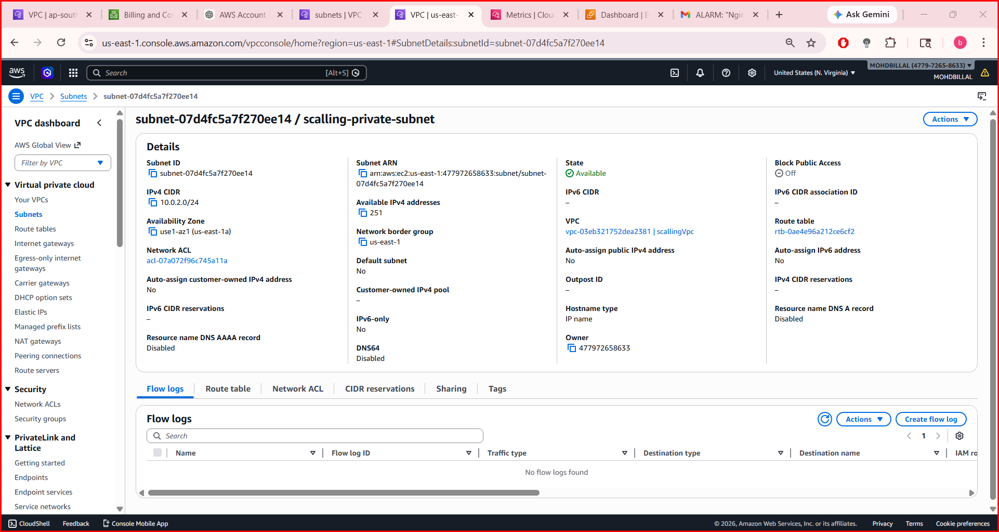 VPC | ap-south
Billing and Co
AWS Account
subnets | VPC
VPC | us-east-
Metrics | Clou
Dashboard | E
ALARM: "Ngin
Ask Gemini
us-east-1.console.aws.amazon.com/vpcconsole/home?region=us-east-1#SubnetDetails:subnetId=subnet-07d4fc5a7f270ee14
b
aws
Search
[Alt+S]
United States (N. Virginia)
MOHDBILLAL (4779-7265-8633)
MOHDBILLAL
VPC
Subnets
subnet-07d4fc5a7f270ee14
VPC dashboard
AWS Global View
Filter by VPC
Virtual private cloud
Your VPCs
Subnets
Route tables
Internet gateways
Egress-only internet
gateways
Carrier gateways
DHCP option sets
Elastic IPs
Managed prefix lists
NAT gateways
Peering connections
Route servers
Security
Network ACLs
Security groups
PrivateLink and
Lattice
Getting started
Endpoints
Endpoint services
Service networks
subnet-07d4fc5a7f270ee14 / scalling-private-subnet
Actions
Details
Subnet ID
subnet-07d4fc5a7f270ee14
IPv4 CIDR
10.0.2.0/24
Availability Zone
use1-az1 (us-east-1a)
Network ACL
acl-07a072f96c745a11a
Auto-assign customer-owned IPv4 address
No
IPv6 CIDR reservations
–
Resource name DNS AAAA record
Disabled
Subnet ARN
arn:aws:ec2:us-east-1:477972658633:subnet/subnet-
07d4fc5a7f270ee14
Available IPv4 addresses
251
Network border group
us-east-1
Default subnet
No
Customer-owned IPv4 pool
–
IPv6-only
No
DNS64
Disabled
State
Available
IPv6 CIDR
–
VPC
vpc-03eb321752dea2381 | scallingVpc
Auto-assign public IPv4 address
No
Outpost ID
–
Hostname type
IP name
Owner
477972658633
Block Public Access
Off
IPv6 CIDR association ID
–
Route table
rtb-0ae4e96a212ce6cf2
Auto-assign IPv6 address
No
IPv4 CIDR reservations
–
Resource name DNS A record
Disabled
Flow logs
Route table
Network ACL
CIDR reservations
Sharing
Tags
Flow logs
Actions
Create flow log
Search
1
Name
Flow log ID
Traffic type
Destination type
Destination name
IAM ro
No flow logs found
CloudShell
Feedback
Console Mobile App
© 2026, Amazon Web Services, Inc. or its affiliates.
Privacy
Terms
Cookie preferences